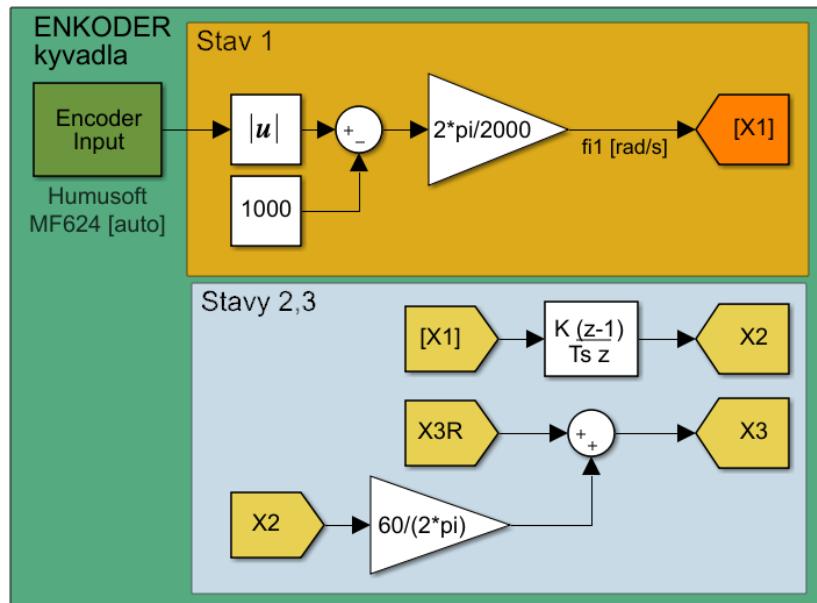 ENKODER
kyvadla
Stav 1
Encoder
Input
|u|
+
−
2*pi/2000
fi1 [rad/s]
[X1]
1000
Humusoft
MF624 [auto]
Stavy 2,3
[X1]
K (z-1)
Ts z
X2
X3R
+
+
X3
X2
60/(2*pi)